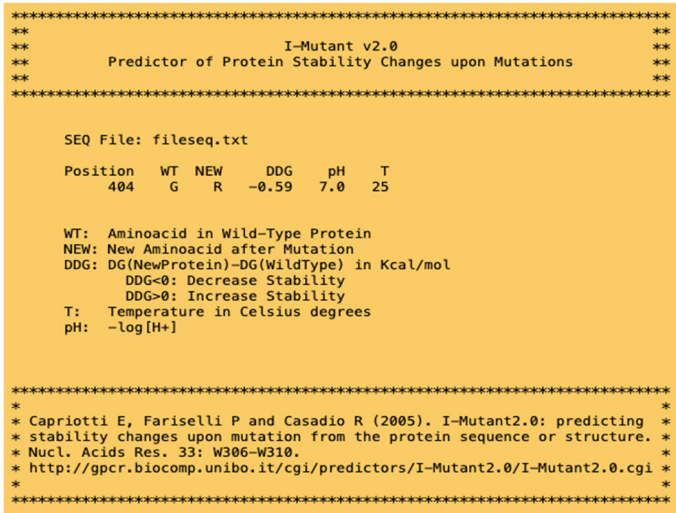 ******************************************************************************
** **
** I-Mutant v2.0 **
** Predictor of Protein Stability Changes upon Mutations **
** **
******************************************************************************
SEQ File: fileseq.txt
Position WT NEW DDG pH T
404 G R -0.59 7.0 25
WT: Aminoacid in Wild-Type Protein
NEW: New Aminoacid after Mutation
DDG: DG(NewProtein)-DG(WildType) in Kcal/mol
DDG<0: Decrease Stability
DDG>0: Increase Stability
T: Temperature in Celsius degrees
pH: -log[H+]
******************************************************************************
* *
* Capriotti E, Fariselli P and Casadio R (2005). I-Mutant2.0: predicting *
* stability changes upon mutation from the protein sequence or structure. *
* Nucl. Acids Res. 33: W306-W310. *
* http://gpcr.biocomp.unibo.it/cgi/predictors/I-Mutant2.0/I-Mutant2.0.cgi *
* *
******************************************************************************